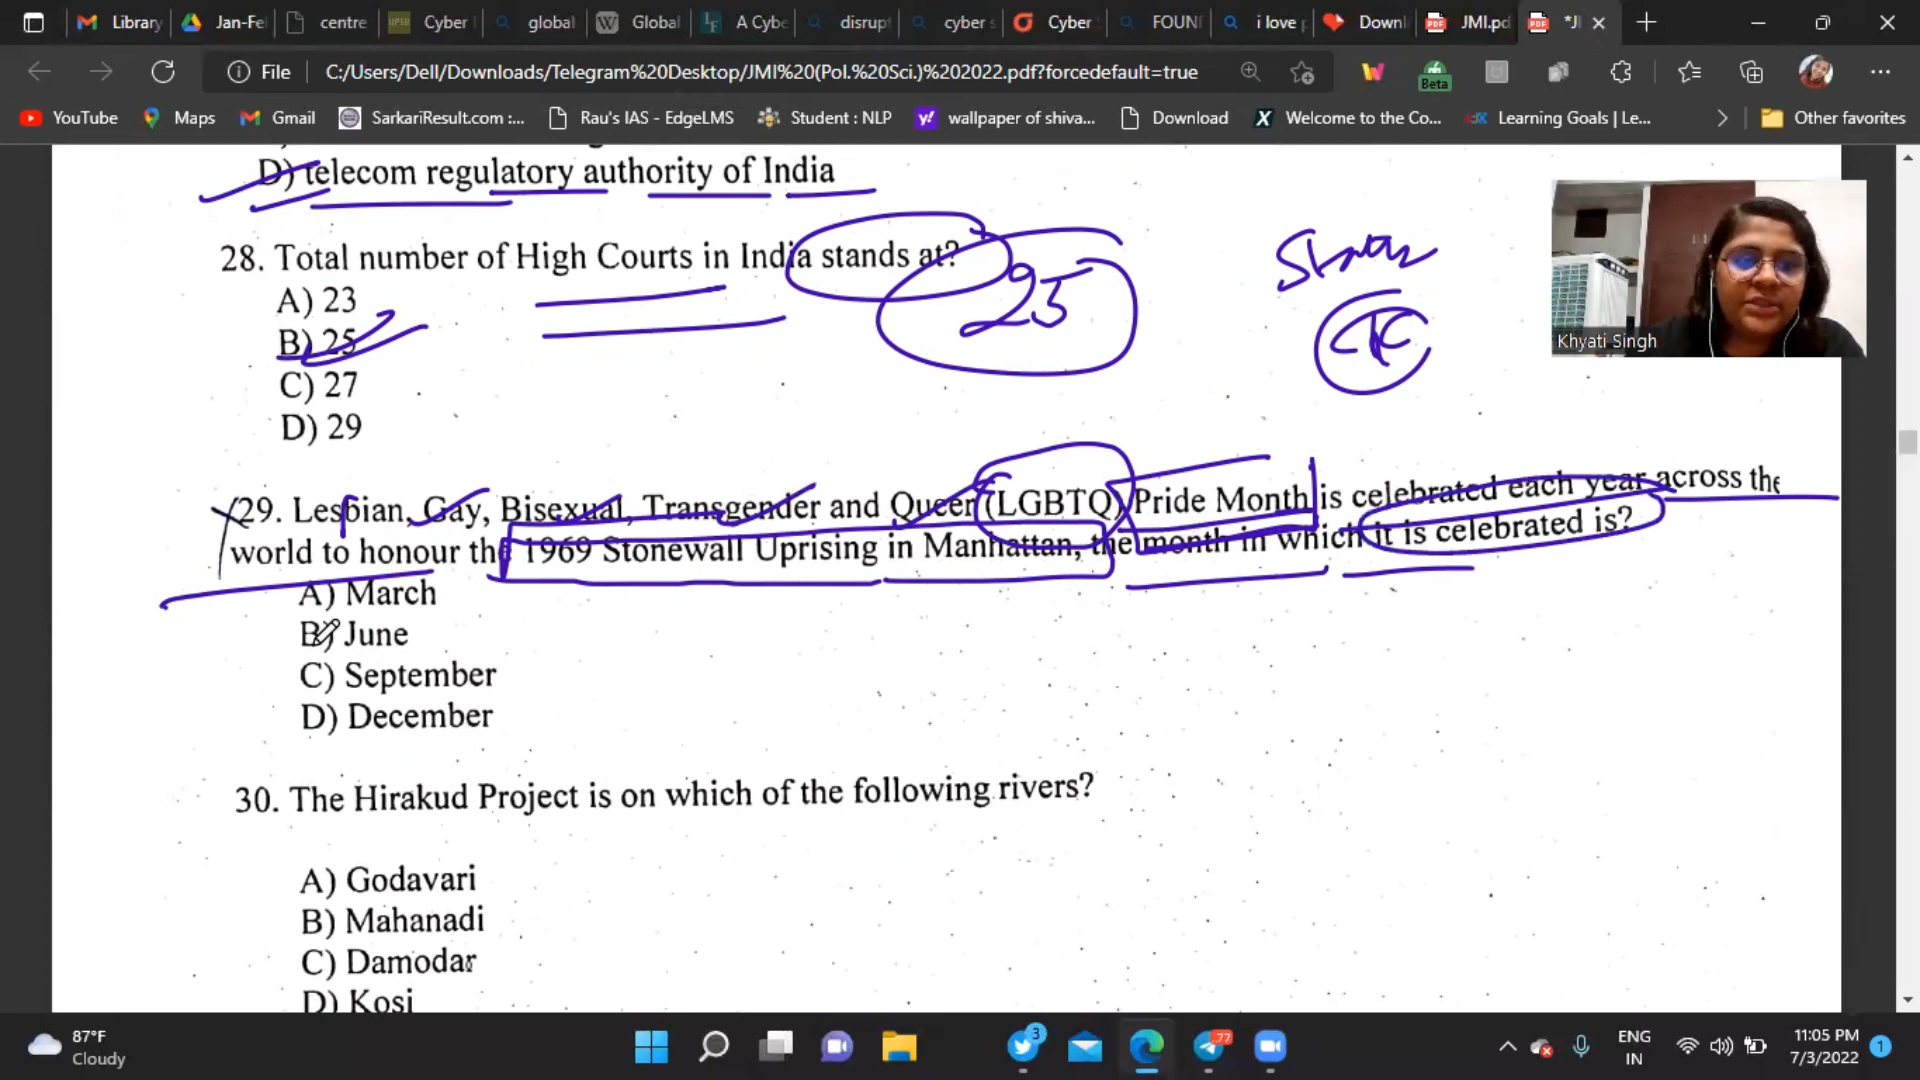 Library
Jan-Fe
centre
Cyber
global
Global
A Cybe
disrupt
cyber s
Cyber
FOUN
i love p
Downl
JMI.pd
*JI
File
C:/Users/Dell/Downloads/Telegram%20Desktop/JMI%20(Pol.%20Sci.)%202022.pdf?forcedefault=true
Beta
YouTube
Maps
Gmail
SarkariResult.com :...
Rau's IAS - EdgeLMS
Student : NLP
wallpaper of shiva...
Download
Welcome to the Co...
Learning Goals | Le...
Other favorites
D) telecom regulatory authority of India
28. Total number of High Courts in India stands at?
A) 23
B) 25
C) 27
D) 29
25
Khyati Singh
29. Lesbian, Gay, Bisexual, Transgender and Queer (LGBTQ) Pride Month is celebrated each year across the
world to honour the 1969 Stonewall Uprising in Manhattan, the month in which it is celebrated is?
A) March
B) June
C) September
D) December
30. The Hirakud Project is on which of the following rivers?
A) Godavari
B) Mahanadi
C) Damodar
D) Kosi
87°F
Cloudy
3
77
ENG
IN
11:05 PM
7/3/2022
1